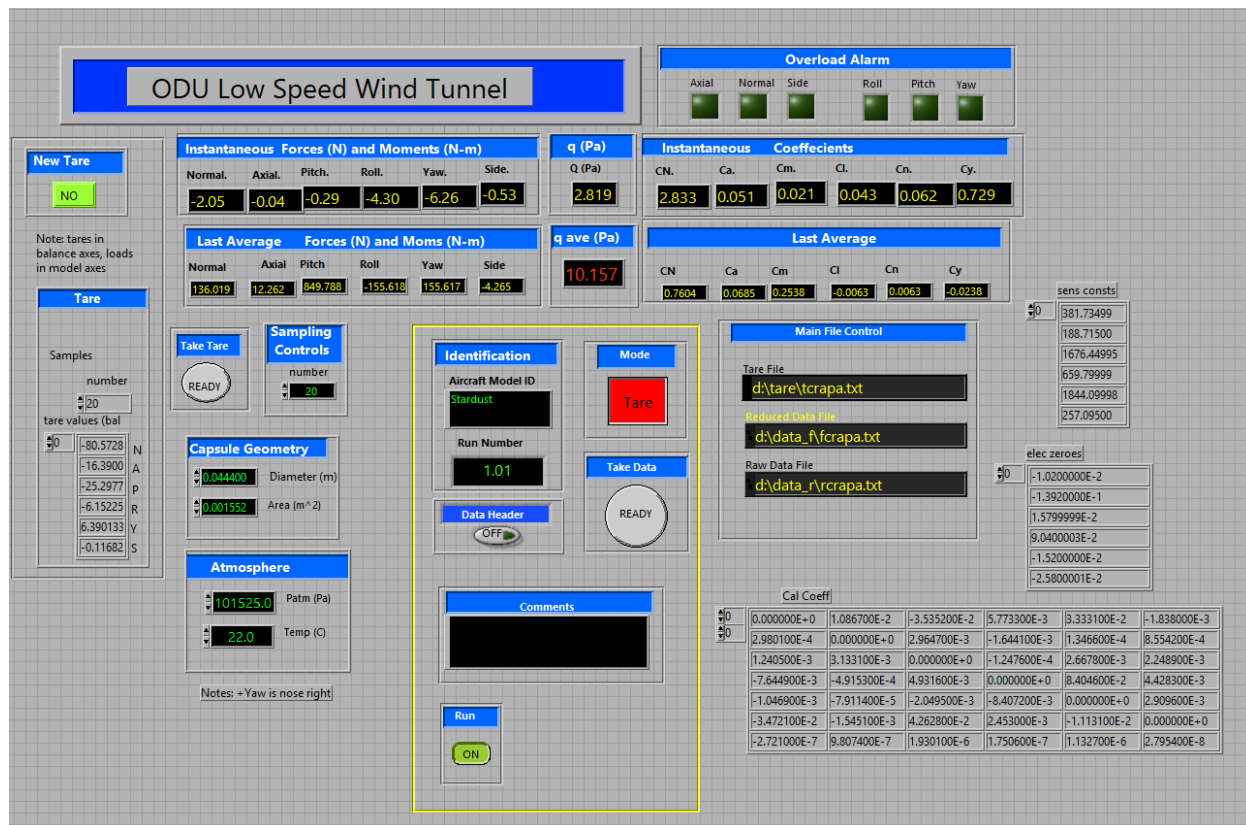 ODU Low Speed Wind Tunnel
Overload Alarm
Axial Normal Side Roll Pitch Yaw
New Tare
NO
Note: tares in
balance axes, loads
in model axes
Instantaneous Forces (N) and Moments (N-m)
Normal. Axial. Pitch. Roll. Yaw. Side.
-2.05 -0.04 -0.29 -4.30 -6.26 -0.53
q (Pa)
Q (Pa)
2.819
Instantaneous Coeffecients
CN. Ca. Cm. Cl. Cn. Cy.
2.833 0.051 0.021 0.043 0.062 0.729
Last Average Forces (N) and Moms (N-m)
Normal Axial Pitch Roll Yaw Side
136.019 12.262 849.788 -155.618 155.617 -4.265
q ave (Pa)
10.157
Last Average
CN Ca Cm Cl Cn Cy
0.7604 0.0685 0.2538 -0.0063 0.0063 -0.0238
Tare
Samples
number
20
tare values (bal
0
-80.5728 N
-16.3900 A
-25.2977 P
-6.15225 R
6.390133 Y
-0.11682 S
Take Tare
READY
Sampling
Controls
number
20
Capsule Geometry
0.044400 Diameter (m)
0.001552 Area (m^2)
Atmosphere
101525.0 Patm (Pa)
22.0 Temp (C)
Notes: +Yaw is nose right
Identification
Aircraft Model ID
Stardust
Run Number
1.01
Data Header
OFF
Mode
Tare
Take Data
READY
Comments
Run
ON
Main File Control
Tare File
d:\tare\tcrapa.txt
Reduced Data File
d:\data_f\fcrapa.txt
Raw Data File
d:\data_r\rcrapa.txt
sens consts
0
381.73499
188.71500
1676.44995
659.79999
1844.09998
257.09500
elec zeroes
0
-1.0200000E-2
-1.3920000E-1
1.5799999E-2
9.0400003E-2
-1.5200000E-2
-2.5800001E-2
Cal Coeff
0
0
0.000000E+0 1.086700E-2 -3.535200E-2 5.773300E-3 3.333100E-2 -1.838000E-3
2.980100E-4 0.000000E+0 2.964700E-3 -1.644100E-3 1.346600E-4 8.554200E-4
1.240500E-3 3.133100E-3 0.000000E+0 -1.247600E-4 2.667800E-3 2.248900E-3
-7.644900E-3 -4.915300E-4 4.931600E-3 0.000000E+0 8.404600E-2 4.428300E-3
-1.046900E-3 -7.911400E-5 -2.049500E-3 -8.407200E-3 0.000000E+0 2.909600E-3
-3.472100E-2 -1.545100E-3 4.262800E-2 2.453000E-3 -1.113100E-2 0.000000E+0
-2.721000E-7 9.807400E-7 1.930100E-6 1.750600E-7 1.132700E-6 2.795400E-8